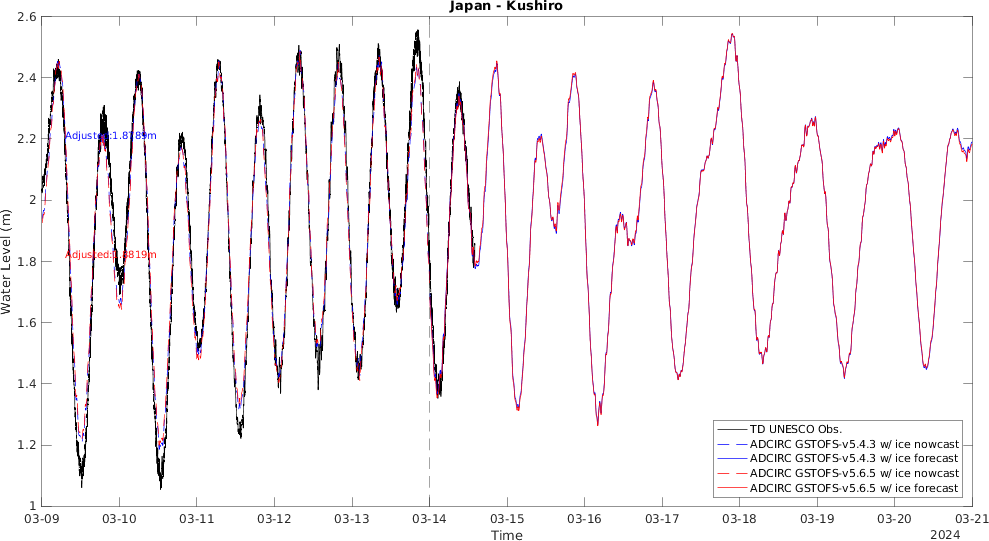 Japan - Kushiro
Water Level (m)
2.6
2.4
2.2
2
1.8
1.6
1.4
1.2
1
Adjusted:1.8789m
Adjusted:1.8819m
TD UNESCO Obs.
ADCIRC GSTOFS-v5.4.3 w/ ice nowcast
ADCIRC GSTOFS-v5.4.3 w/ ice forecast
ADCIRC GSTOFS-v5.6.5 w/ ice nowcast
ADCIRC GSTOFS-v5.6.5 w/ ice forecast
03-09 03-10 03-11 03-12 03-13 03-14 03-15 03-16 03-17 03-18 03-19 03-20 03-21
Time
2024